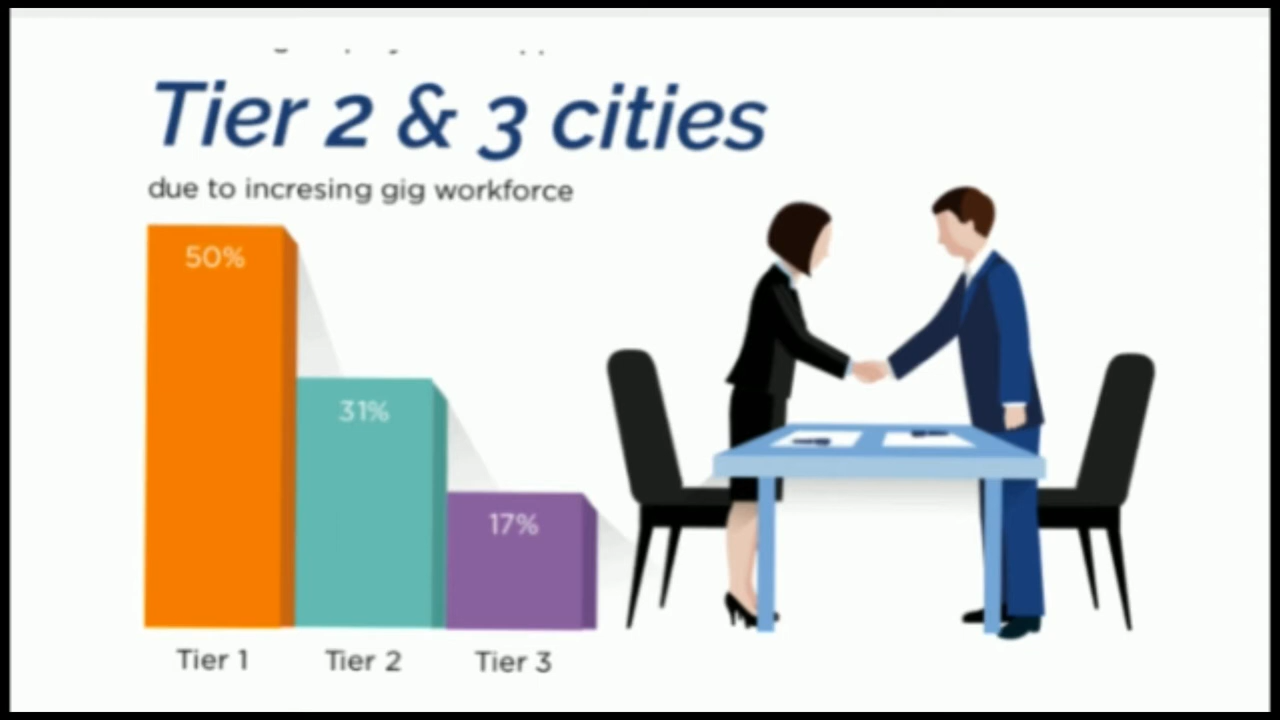 Tier 2 & 3 cities
due to incresing gig workforce
50%
31%
17%
Tier 1
Tier 2
Tier 3